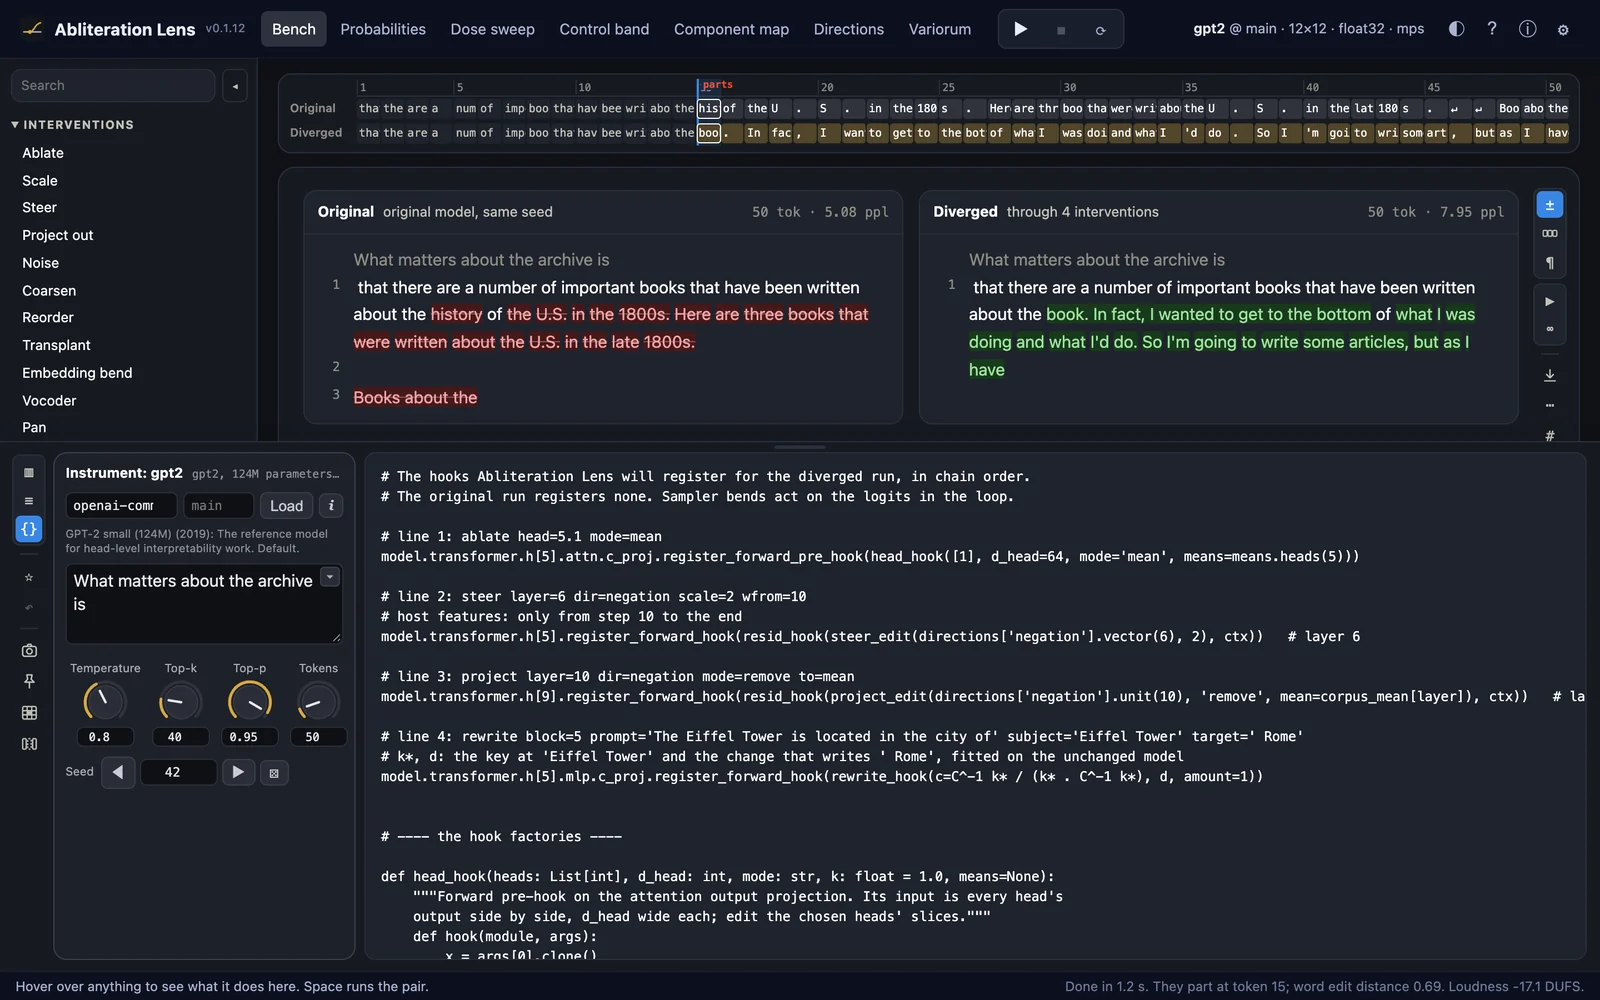 Abliteration Lens v0.1.12 Bench Probabilities Dose sweep Control band Component map Directions Variorum gpt2 @ main · 12×12 · float32 · mps
Search
INTERVENTIONS
Ablate
Scale
Steer
Project out
Noise
Coarsen
Reorder
Transplant
Embedding bend
Vocoder
Pan
parts
1 5 10 20 25 30 35 40 45 50
Original tha the are a num of imp boo tha hav bee wri abo the his of the U . S . in the 180 s . Her are thr boo tha wer wri abo the U . S . in the lat 180 s . ↵ ↵ Boo abo the
Diverged tha the are a num of imp boo tha hav bee wri abo the boo . In fac , I wan to get to the bot of wha I was doi and wha I 'd do . So I 'm goi to wri som art , but as I hav
Original original model, same seed 50 tok · 5.08 ppl
What matters about the archive is
1 that there are a number of important books that have been written
about the history of the U.S. in the 1800s. Here are three books that
were written about the U.S. in the late 1800s.
2
3 Books about the
Diverged through 4 interventions 50 tok · 7.95 ppl
What matters about the archive is
1 that there are a number of important books that have been written
about the book. In fact, I wanted to get to the bottom of what I was
doing and what I'd do. So I'm going to write some articles, but as I
have
Instrument: gpt2 gpt2, 124M parameters…
openai-comm main Load i
GPT-2 small (124M) (2019): The reference model
for head-level interpretability work. Default.
What matters about the archive
is
Temperature Top-k Top-p Tokens
0.8 40 0.95 50
Seed 42
# The hooks Abliteration Lens will register for the diverged run, in chain order.
# The original run registers none. Sampler bends act on the logits in the loop.
# line 1: ablate head=5.1 mode=mean
model.transformer.h[5].attn.c_proj.register_forward_pre_hook(head_hook([1], d_head=64, mode='mean', means=means.heads(5)))
# line 2: steer layer=6 dir=negation scale=2 wfrom=10
# host features: only from step 10 to the end
model.transformer.h[5].register_forward_hook(resid_hook(steer_edit(directions['negation'].vector(6), 2), ctx)) # layer 6
# line 3: project layer=10 dir=negation mode=remove to=mean
model.transformer.h[9].register_forward_hook(resid_hook(project_edit(directions['negation'].unit(10), 'remove', mean=corpus_mean[layer]), ctx)) # la
# line 4: rewrite block=5 prompt='The Eiffel Tower is located in the city of' subject='Eiffel Tower' target=' Rome'
# k*, d: the key at 'Eiffel Tower' and the change that writes ' Rome', fitted on the unchanged model
model.transformer.h[5].mlp.c_proj.register_forward_hook(rewrite_hook(c=C^-1 k* / (k* . C^-1 k*), d, amount=1))
# ---- the hook factories ----
def head_hook(heads: List[int], d_head: int, mode: str, k: float = 1.0, means=None):
"""Forward pre-hook on the attention output projection. Its input is every head's
output side by side, d_head wide each; edit the chosen heads' slices."""
def hook(module, args):
x = args[0].clone()
Hover over anything to see what it does here. Space runs the pair.
Done in 1.2 s. They part at token 15; word edit distance 0.69. Loudness -17.1 DUFS.